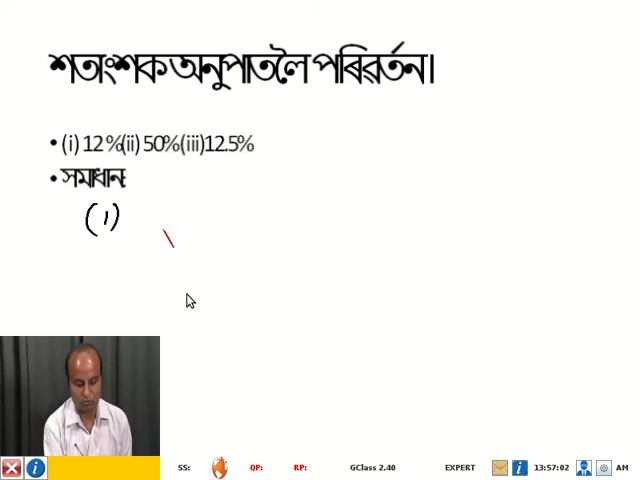 শতাংশক অনুপাতলৈ পৰিৱৰ্তন।
• (i) 12 %(ii) 50% (iii)12.5%
• সমাধান:
(i)
SS: QP: RP: GClass 2.40 EXPERT 13:57:02 AM